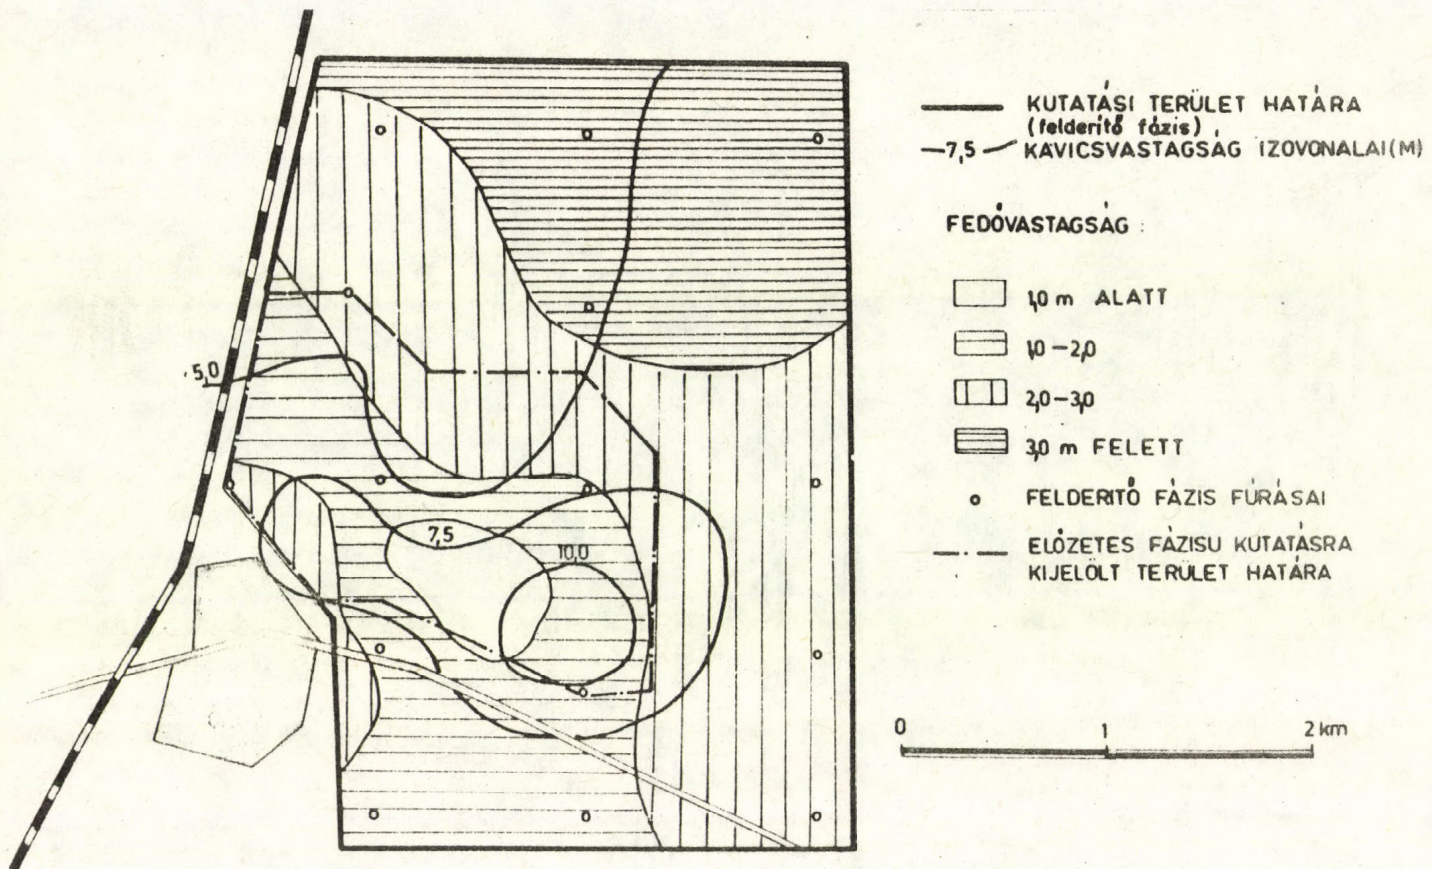 KUTATÁSI TERÜLET HATÁRA
(felderítő fázis)
7,5 KAVICSVASTAGSÁG IZOVONALAI(M)
FEDŐVASTAGSÁG :
1,0 m ALATT
1,0 – 2,0
2,0 – 3,0
3,0 m FELETT
FELDERITŐ FÁZIS FÚRÁSAI
ELŐZETES FÁZISU KUTATÁSRA
KIJELÖLT TERÜLET HATÁRA
0 1 2 km
5,0
7,5
10,0